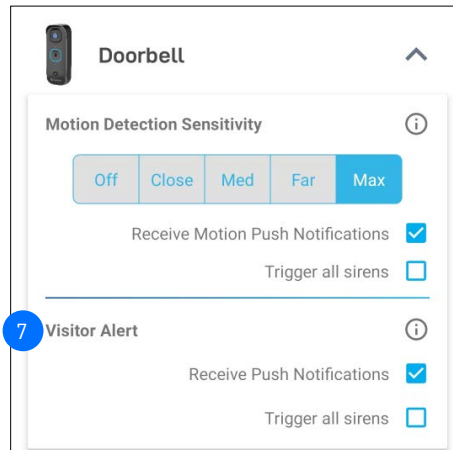 Doorbell
Motion Detection Sensitivity
Off Close Med Far Max
Receive Motion Push Notifications
Trigger all sirens
7 Visitor Alert
Receive Push Notifications
Trigger all sirens